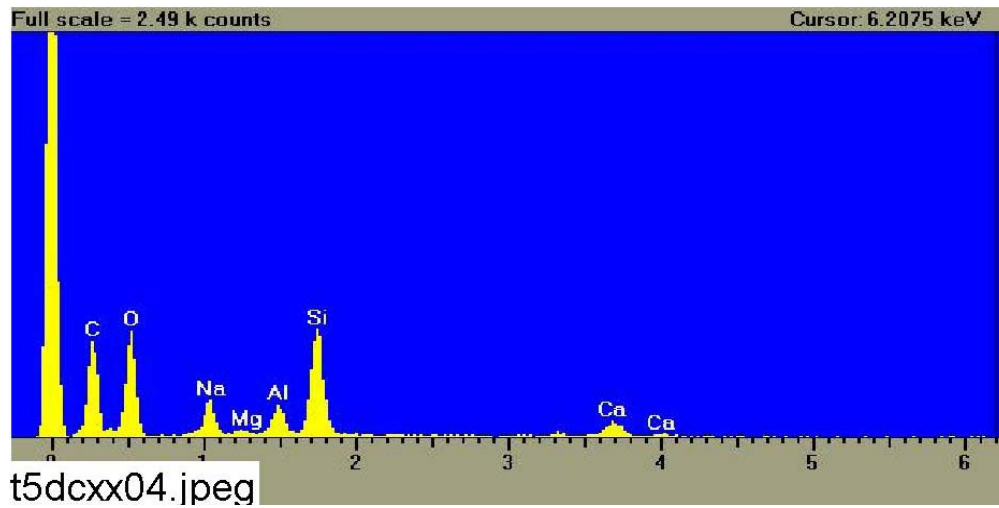 Full scale = 2.49 k counts Cursor: 6.2075 keV
Si
C O
Na Mg Al
Ca Ca
0 1 2 3 4 5 6
t5dcxx04.jpeg